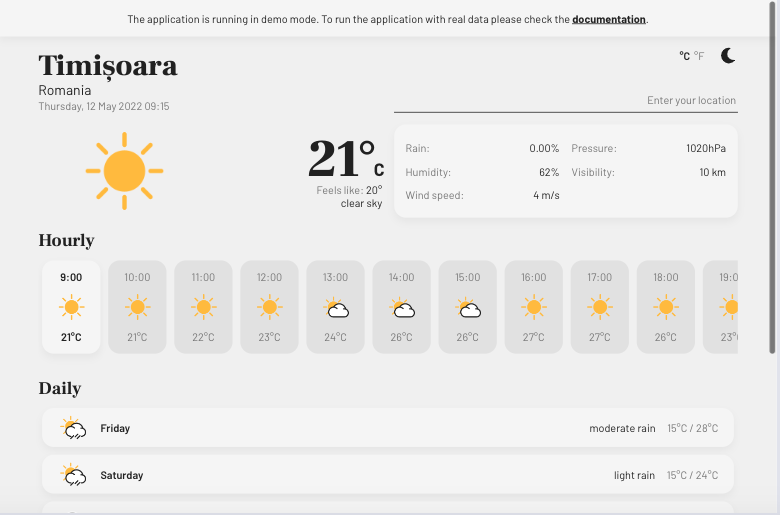 The application is running in demo mode. To run the application with real data please check the documentation.
Timișoara
°C °F
Romania
Thursday, 12 May 2022 09:15
Enter your location
21°C
Feels like: 20°
clear sky
Rain: 0.00% Pressure: 1020hPa
Humidity: 62% Visibility: 10 km
Wind speed: 4 m/s
Hourly
9:00 10:00 11:00 12:00 13:00 14:00 15:00 16:00 17:00 18:00
21°C 21°C 22°C 23°C 24°C 26°C 26°C 27°C 27°C 26°C
Daily
Friday moderate rain 15°C / 28°C
Saturday light rain 15°C / 24°C